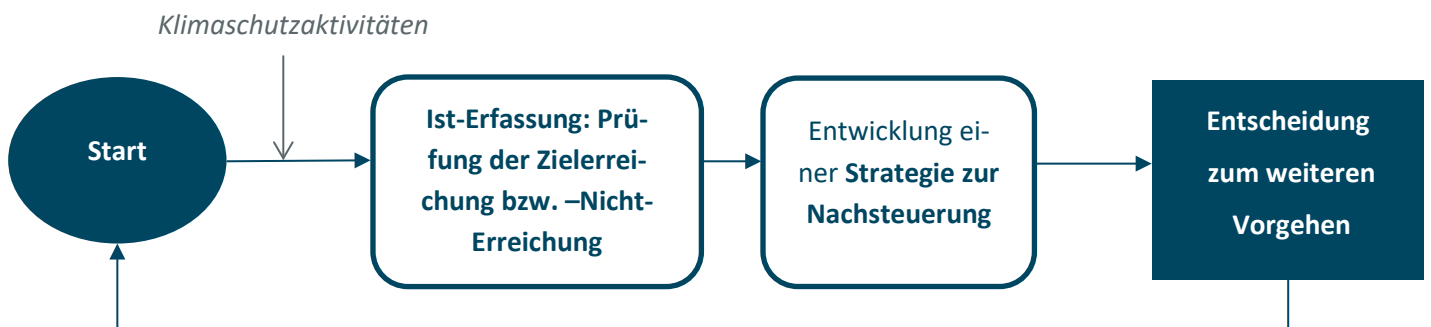 Klimaschutzaktivitäten
Start
Ist-Erfassung: Prü-
fung der Zielerrei-
chung bzw. –Nicht-
Erreichung
Entwicklung ei-
ner Strategie zur
Nachsteuerung
Entscheidung
zum weiteren
Vorgehen